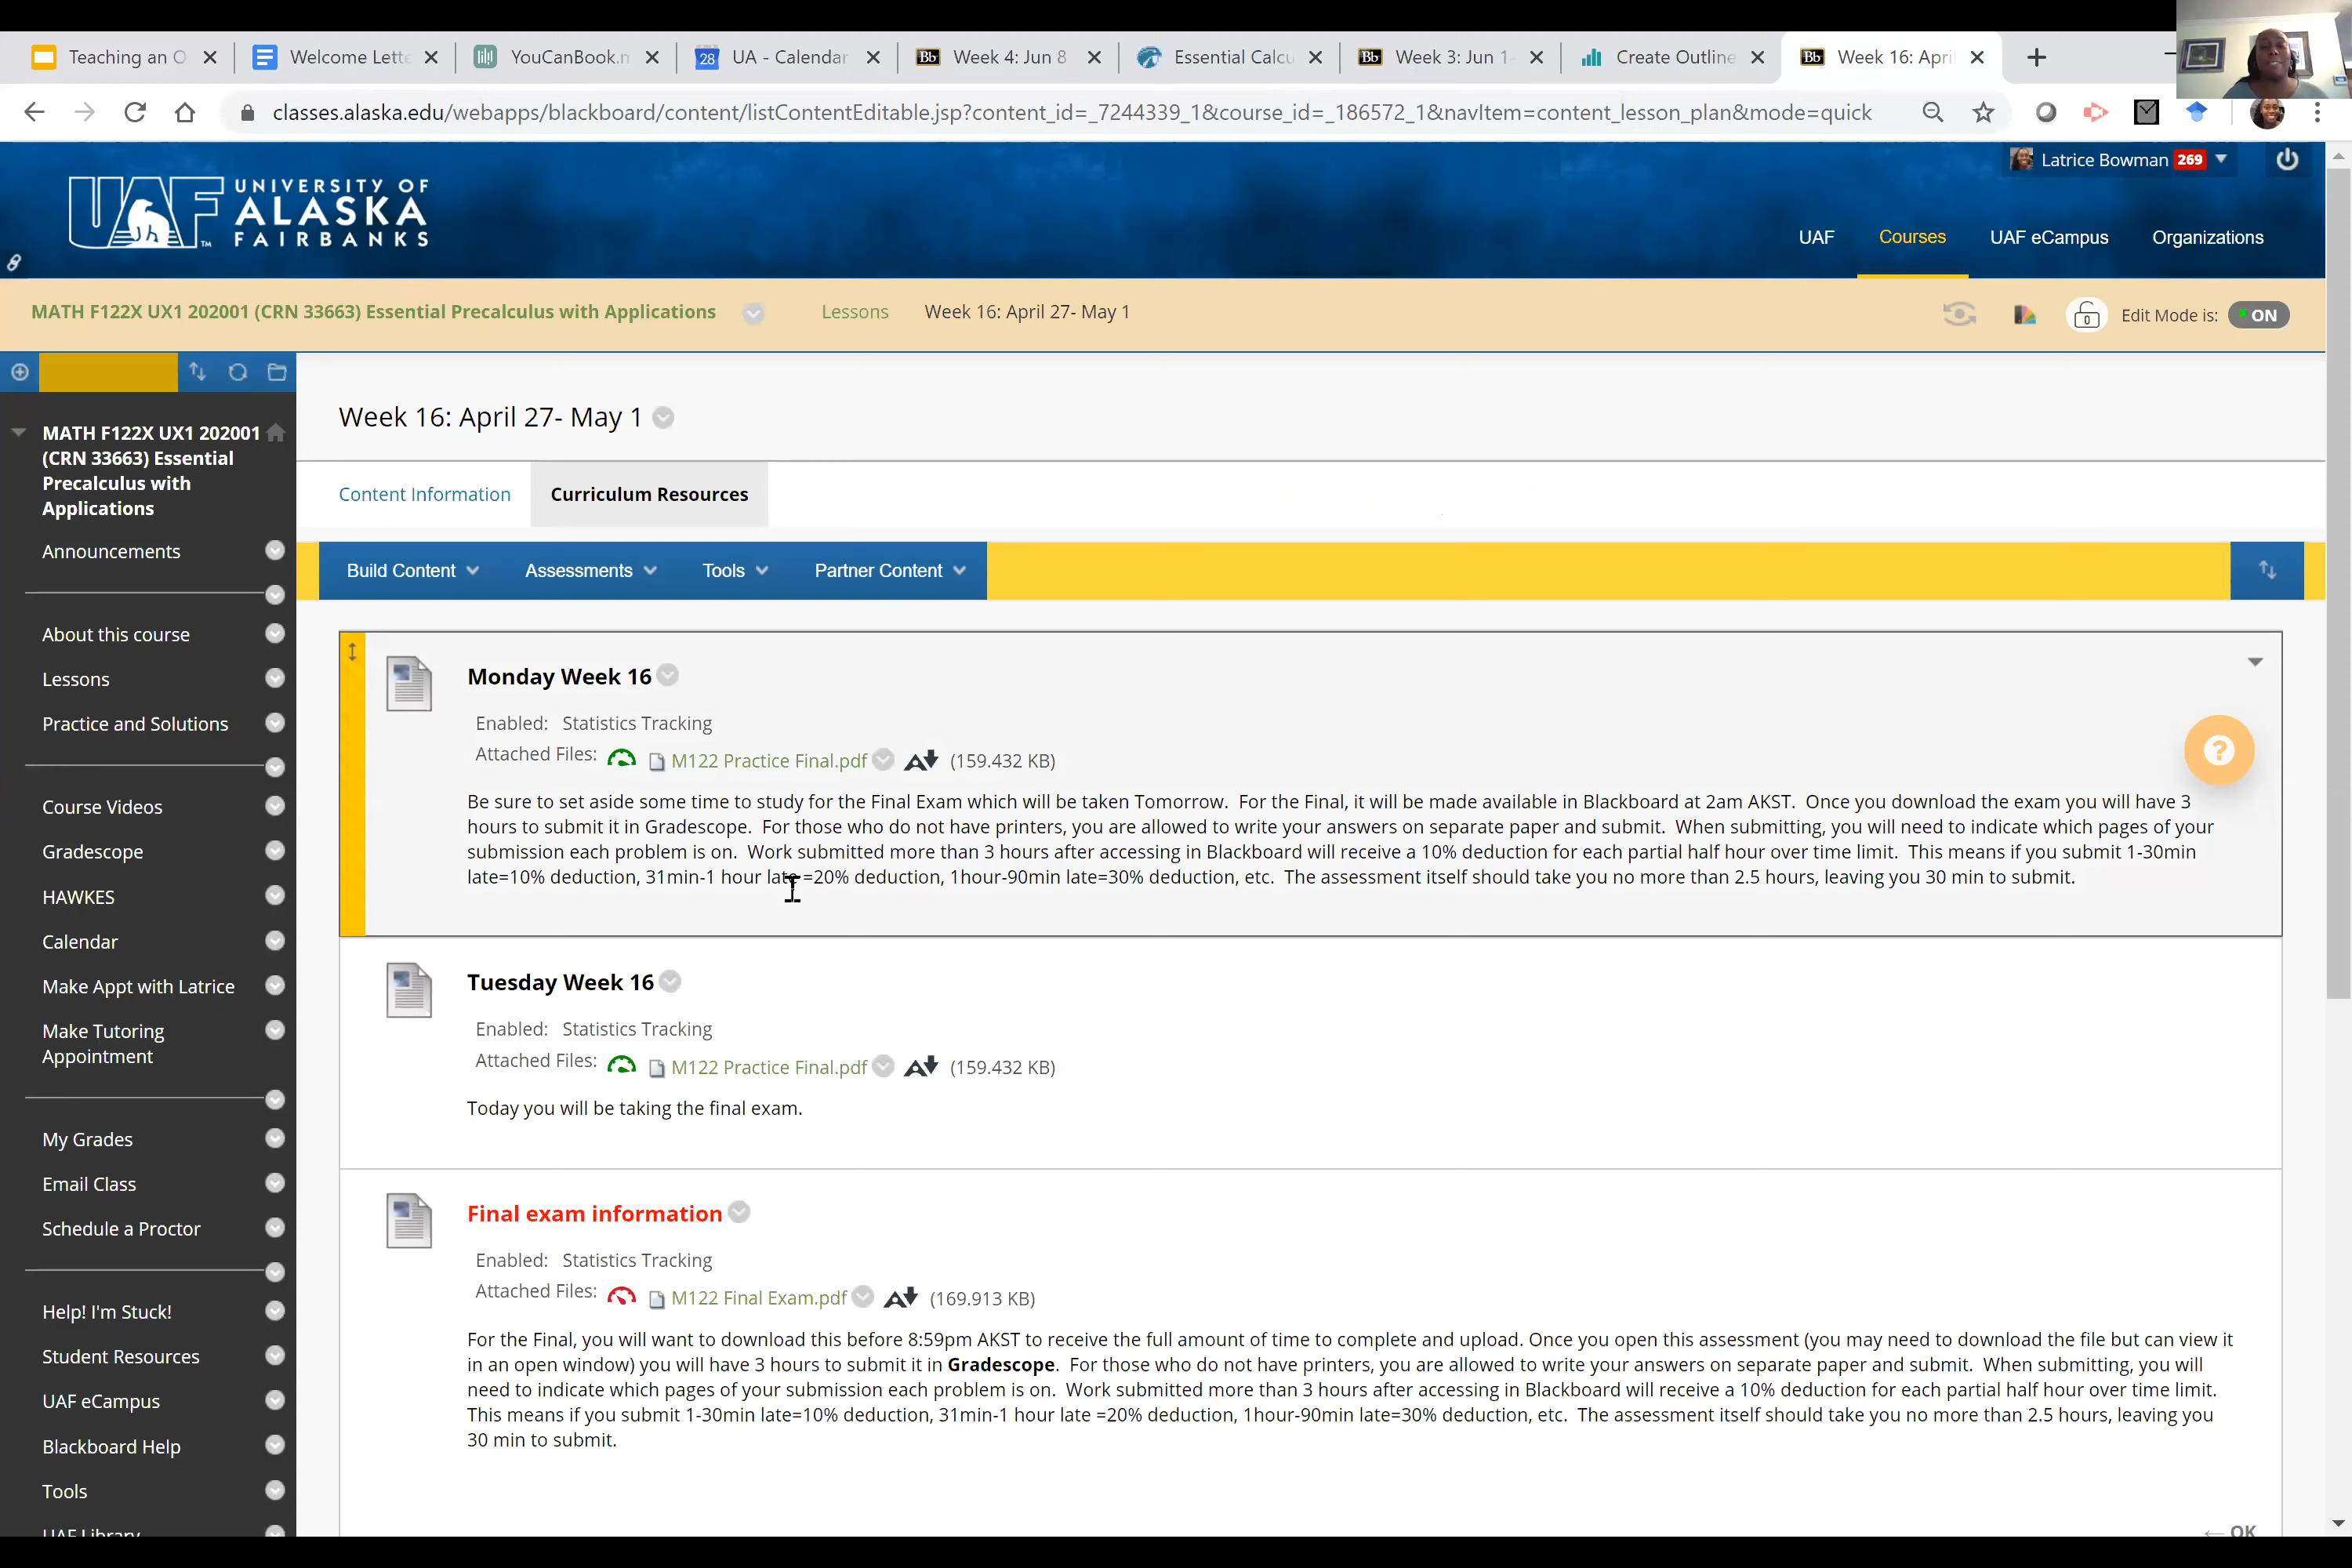 Teaching an O
Welcome Lette
YouCanBook.m
28 UA - Calendar
Bb Week 4: Jun 8
Essential Calcu
Bb Week 3: Jun 1-
Create Outline
Bb Week 16: Apri
classes.alaska.edu/webapps/blackboard/content/listContentEditable.jsp?content_id=_7244339_1&course_id=_186572_1&navItem=content_lesson_plan&mode=quick
Latrice Bowman 269
UAF UNIVERSITY OF
ALASKA
FAIRBANKS
UAF Courses UAF eCampus Organizations
MATH F122X UX1 202001 (CRN 33663) Essential Precalculus with Applications Lessons Week 16: April 27- May 1
Edit Mode is: ON
MATH F122X UX1 202001
(CRN 33663) Essential
Precalculus with
Applications
Announcements
About this course
Lessons
Practice and Solutions
Course Videos
Gradescope
HAWKES
Calendar
Make Appt with Latrice
Make Tutoring
Appointment
My Grades
Email Class
Schedule a Proctor
Help! I'm Stuck!
Student Resources
UAF eCampus
Blackboard Help
Tools
UAF Library
Week 16: April 27- May 1
Content Information Curriculum Resources
Build Content Assessments Tools Partner Content
Monday Week 16
Enabled: Statistics Tracking
Attached Files: M122 Practice Final.pdf (159.432 KB)
Be sure to set aside some time to study for the Final Exam which will be taken Tomorrow. For the Final, it will be made available in Blackboard at 2am AKST. Once you download the exam you will have 3
hours to submit it in Gradescope. For those who do not have printers, you are allowed to write your answers on separate paper and submit. When submitting, you will need to indicate which pages of your
submission each problem is on. Work submitted more than 3 hours after accessing in Blackboard will receive a 10% deduction for each partial half hour over time limit. This means if you submit 1-30min
late=10% deduction, 31min-1 hour late =20% deduction, 1hour-90min late=30% deduction, etc. The assessment itself should take you no more than 2.5 hours, leaving you 30 min to submit.
Tuesday Week 16
Enabled: Statistics Tracking
Attached Files: M122 Practice Final.pdf (159.432 KB)
Today you will be taking the final exam.
Final exam information
Enabled: Statistics Tracking
Attached Files: M122 Final Exam.pdf (169.913 KB)
For the Final, you will want to download this before 8:59pm AKST to receive the full amount of time to complete and upload. Once you open this assessment (you may need to download the file but can view it
in an open window) you will have 3 hours to submit it in Gradescope. For those who do not have printers, you are allowed to write your answers on separate paper and submit. When submitting, you will
need to indicate which pages of your submission each problem is on. Work submitted more than 3 hours after accessing in Blackboard will receive a 10% deduction for each partial half hour over time limit.
This means if you submit 1-30min late=10% deduction, 31min-1 hour late =20% deduction, 1hour-90min late=30% deduction, etc. The assessment itself should take you no more than 2.5 hours, leaving you
30 min to submit.
← OK